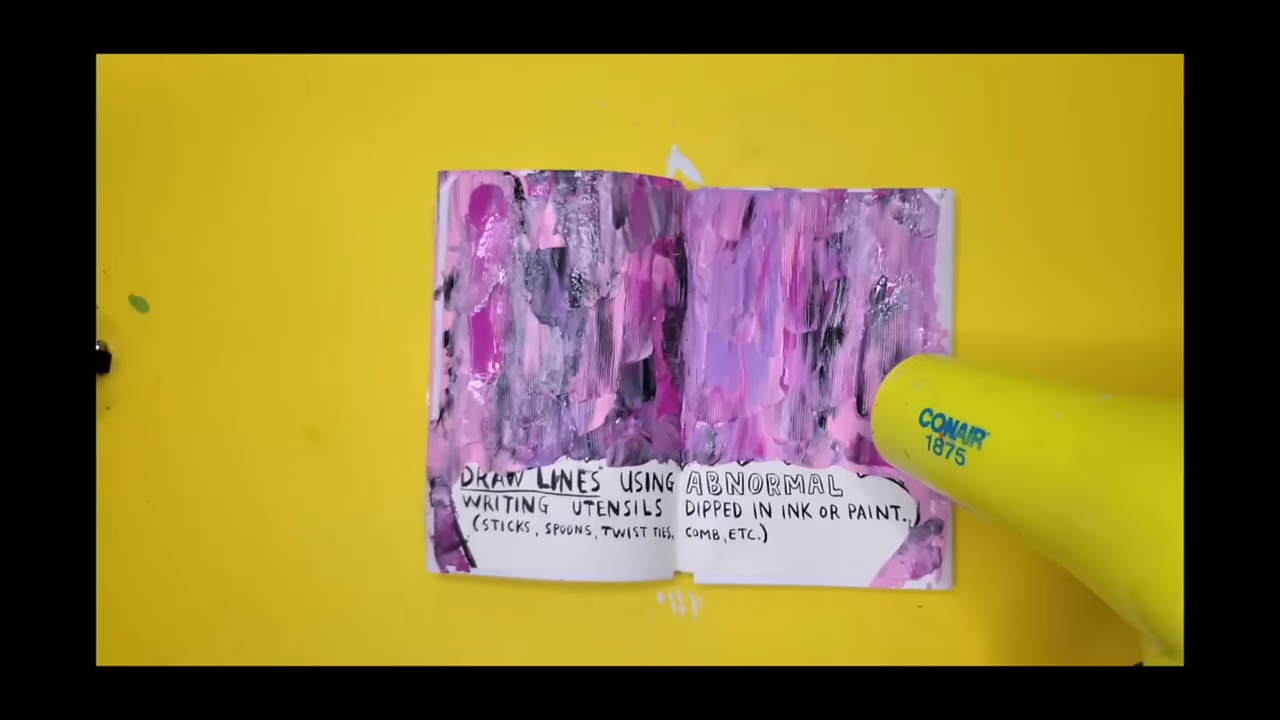 DRAW LINES USING ABNORMAL
WRITING UTENSILS DIPPED IN INK OR PAINT.
(STICKS, SPOONS, TWIST TIES, COMB, ETC.)
CONAIR
1875